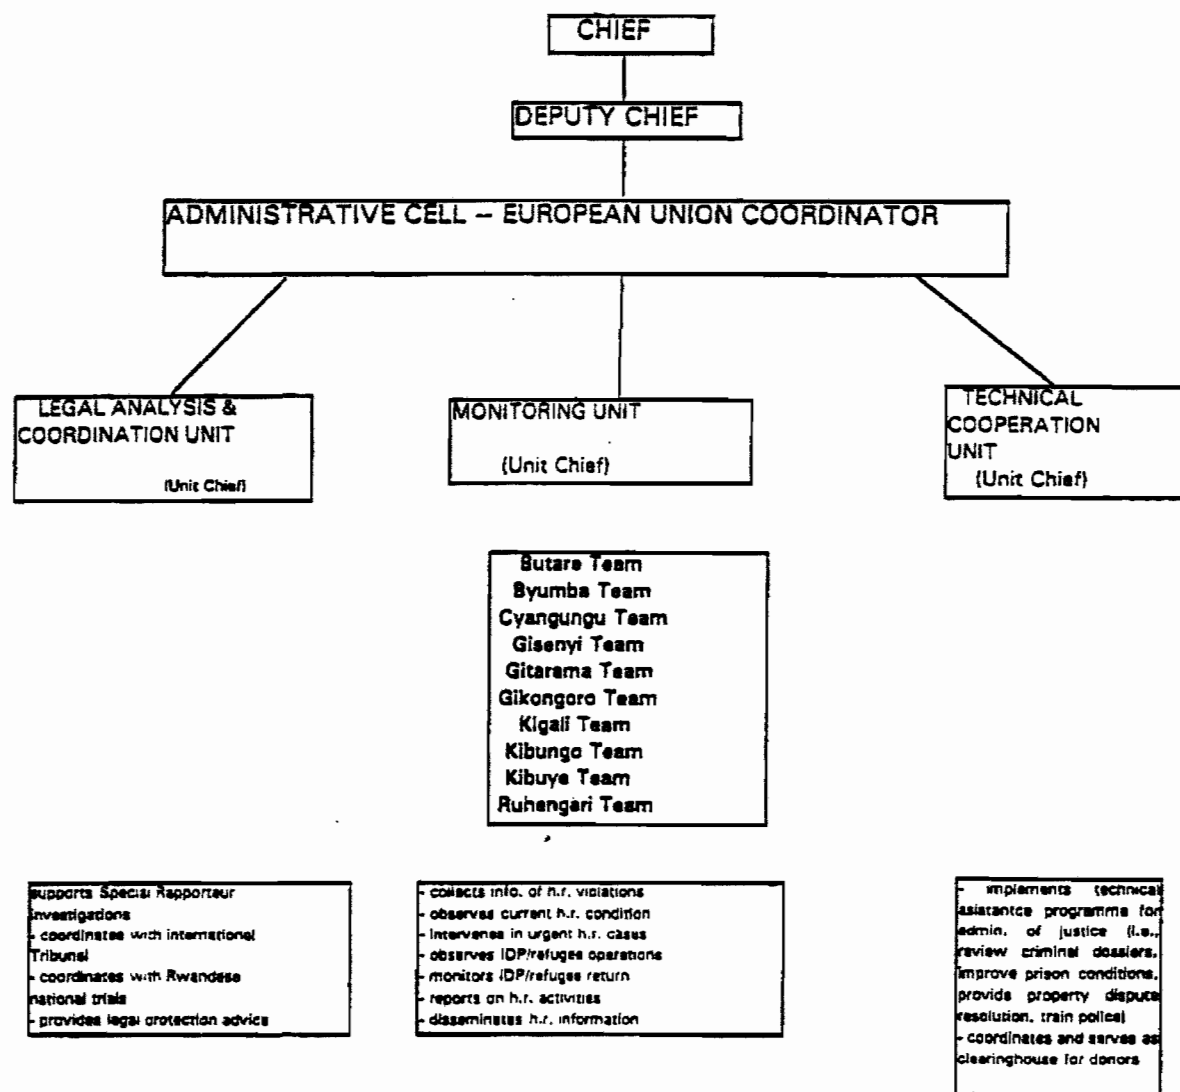 CHIEF
DEPUTY CHIEF
ADMINISTRATIVE CELL – EUROPEAN UNION COORDINATOR
LEGAL ANALYSIS &
COORDINATION UNIT
(Unit Chief)
MONITORING UNIT
(Unit Chief)
TECHNICAL
COOPERATION
UNIT
(Unit Chief)
Butare Team
Byumba Team
Cyangungu Team
Gisenyi Team
Gitarama Team
Gikongoro Team
Kigali Team
Kibungo Team
Kibuye Team
Ruhengeri Team
supports Special Rapporteur
investigations
- coordinates with international
Tribunal
- coordinates with Rwandese
national trials
- provides legal protection advice
- collects info. of h.r. violations
- observes current h.r. condition
- intervenes in urgent h.r. cases
- observes IDP/refugee operations
- monitors IDP/refugee return
- reports on h.r. activities
- disseminates h.r. information
- implements technical
asistantce programme for
admin. of justice (i.e.,
review criminal dossiers,
improve prison conditions,
provide property dispute
resolution, train police)
- coordinates and serves as
clearinghouse for donors